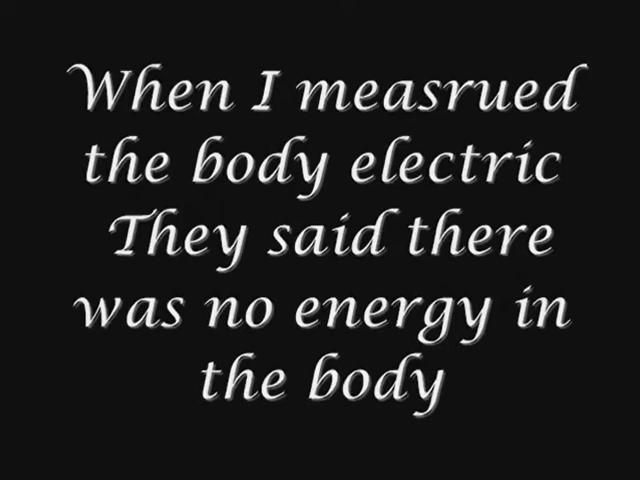 When I measrued
the body electric
They said there
was no energy in
the body